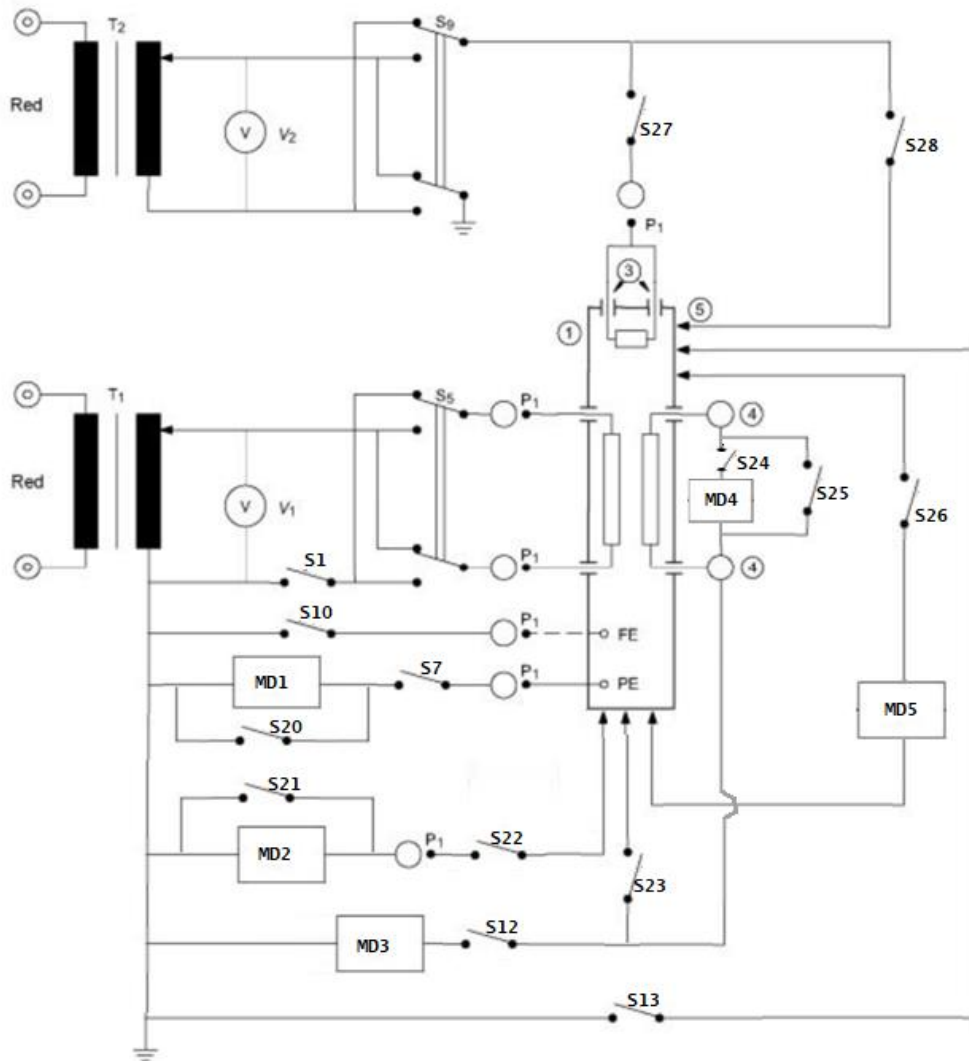 T2
S9
Red
V
V2
S27
S28
P1
3
1
5
T1
S5
P1
4
Red
V
V1
S24
MD4
S25
S26
S1
P1
4
S10
P1
FE
MD1
S7
P1
PE
MD5
S20
S21
MD2
P1
S22
S23
MD3
S12
S13